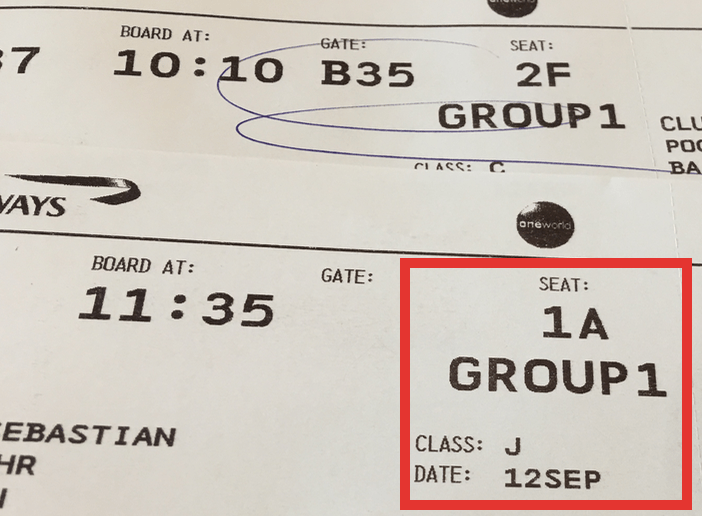 BOARD AT: GATE: SEAT:
37 10:10 B35 2F
GROUP1
CLU
POO
BA
CLASS: C
WAYS
oneworld
BOARD AT: GATE: SEAT:
11:35 1A
GROUP1
EBASTIAN
HR
CLASS: J
DATE: 12SEP